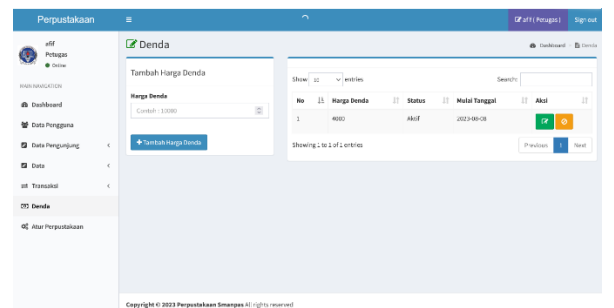 Perpustakaan
afif ( Petugas )
Sign out
afif
Petugas
Online
MAIN NAVIGATION
Dashboard
Data Pengguna
Data Pengunjung
Data
Transaksi
Denda
Atur Perpustakaan
Denda
Dashboard > Denda
Tambah Harga Denda
Harga Denda
Contoh : 10000
+ Tambah Harga Denda
Show 10 entries
Search:
No Harga Denda Status Mulai Tanggal Aksi
1 4000 Aktif 2023-08-08
Showing 1 to 1 of 1 entries
Previous 1 Next
Copyright © 2023 Perpustakaan Smanpas All rights reserved